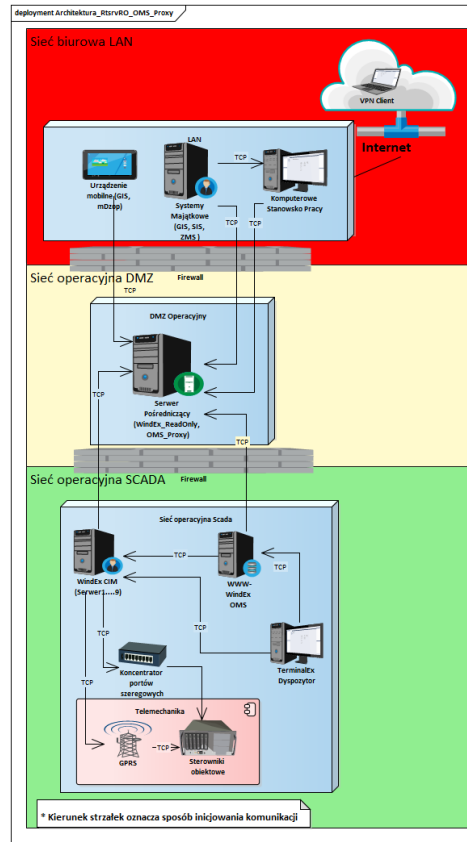 deployment Architektura_RtsrvRO_OMS_Proxy
Sieć biurowa LAN
VPN Client
Internet
LAN
TCP
Urządzenie
mobilne (GIS,
mDzop)
Systemy
Majątkowe
(GIS, SIS,
ZMS )
Komputerowe
Stanowsko Pracy
TCP
TCP
Firewall
Sieć operacyjna DMZ
TCP
DMZ Operacyjny
Serwer
Pośredniczący
(WindEx_ReadOnly,
OMS_Proxy)
TCP
TCP
Firewall
Sieć operacyjna SCADA
Sieć operacyjna Scada
TCP
WindEx CIM
(Server1....9)
WWW-
WindEx
OMS
TCP
TCP
TCP
TCP
Koncentrator
portów
szeregowych
TerminalEx
Dyspozytor
Telemechanika
TCP
GPRS
Sterowniki
obiektowe
* Kierunek strzałek oznacza sposób inicjowania komunikacji